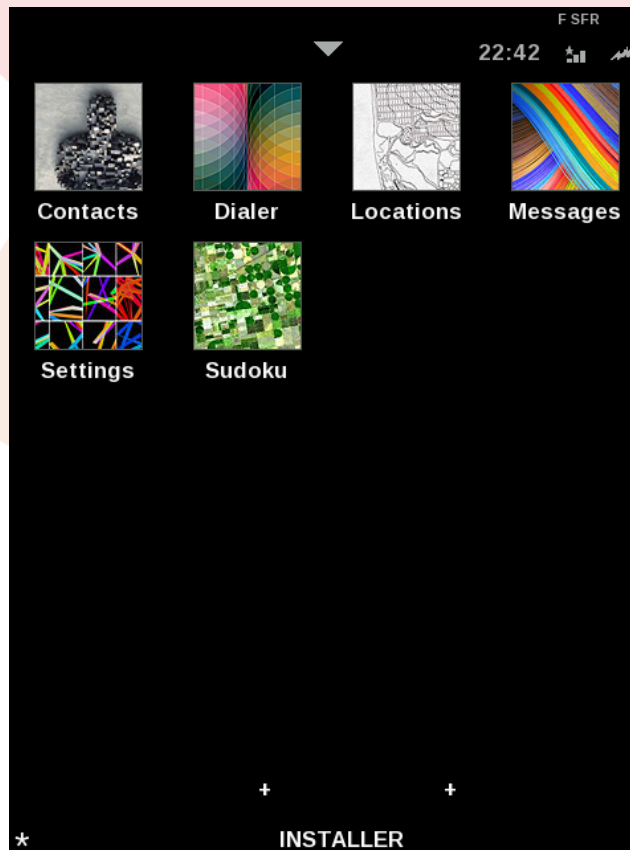 F SFR
22:42
Contacts Dialer Locations Messages
Settings Sudoku
+ +
* INSTALLER